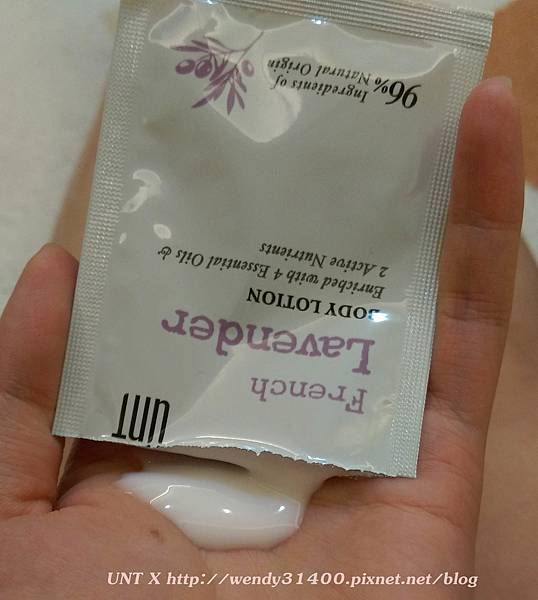 UNT
French
Lavender
BODY LOTION
Enriched with 4 Essential Oils &
2 Active Nutrients
96% Ingredients of
Natural Origin
UNT X http://wendy31400.pixnet.net/blog